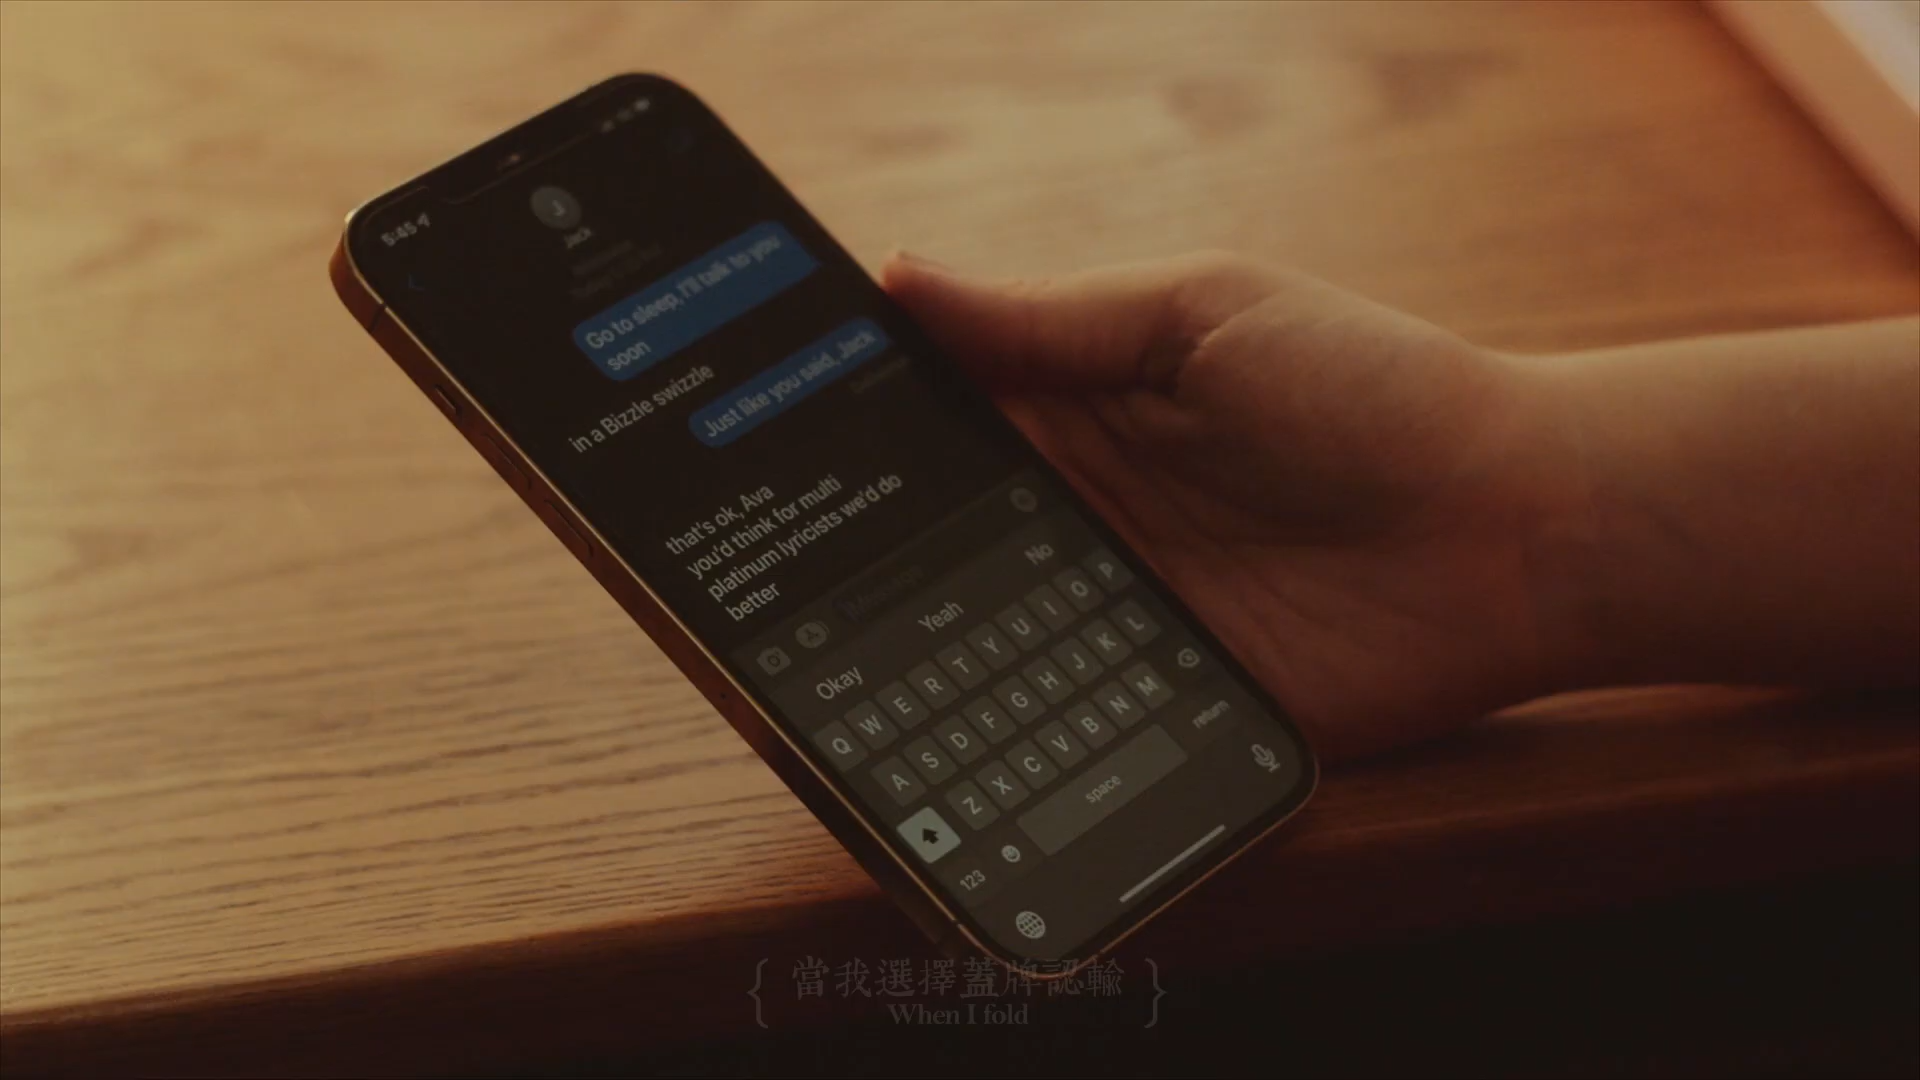 5:45
J
Jack
Go to sleep, I'll talk to you
soon
in a Bizzle swizzle
Just like you said, Jack
that's ok, Ava
you'd think for multi
platinum lyricists we'd do
better
Okay
Yeah
No
Q W E R T Y U I O P
A S D F G H J K L
Z X C V B N M
123
space
return
當我選擇蓋牌認輸
When I fold